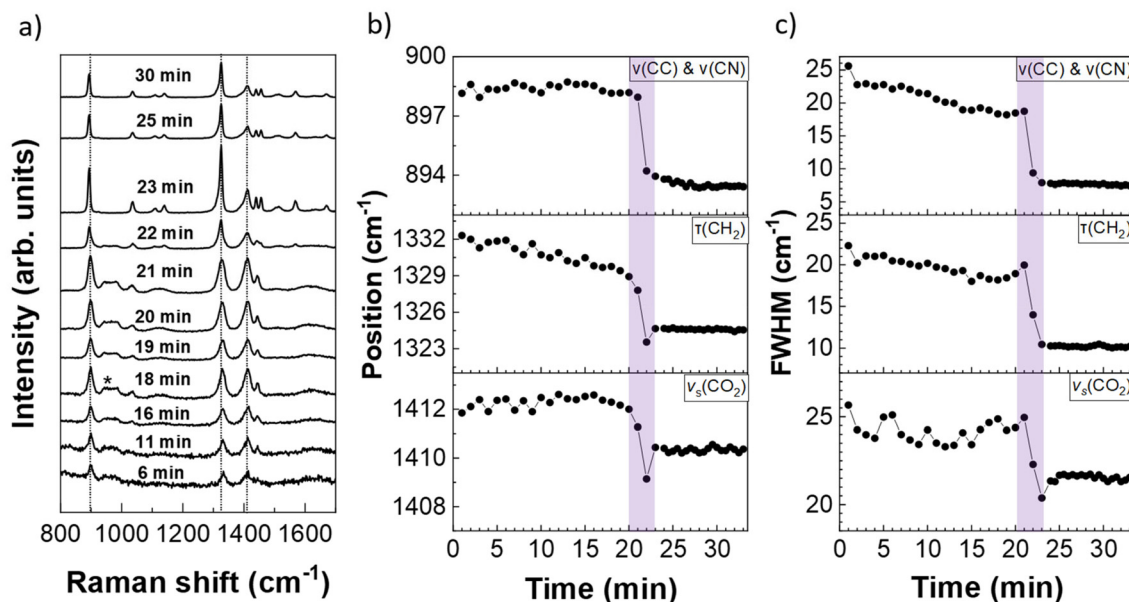 a)
30 min
25 min
23 min
22 min
21 min
20 min
19 min
* 18 min
16 min
11 min
6 min
Intensity (arb. units)
800 1000 1200 1400 1600
Raman shift (cm⁻¹)
b)
ν(CC) & ν(CN)
900
897
894
τ(CH₂)
1332
1329
1326
1323
νₛ(CO₂)
1412
1410
1408
Position (cm⁻¹)
0 5 10 15 20 25 30
Time (min)
c)
ν(CC) & ν(CN)
25
20
15
10
5
τ(CH₂)
25
20
15
10
νₛ(CO₂)
25
20
FWHM (cm⁻¹)
0 5 10 15 20 25 30
Time (min)